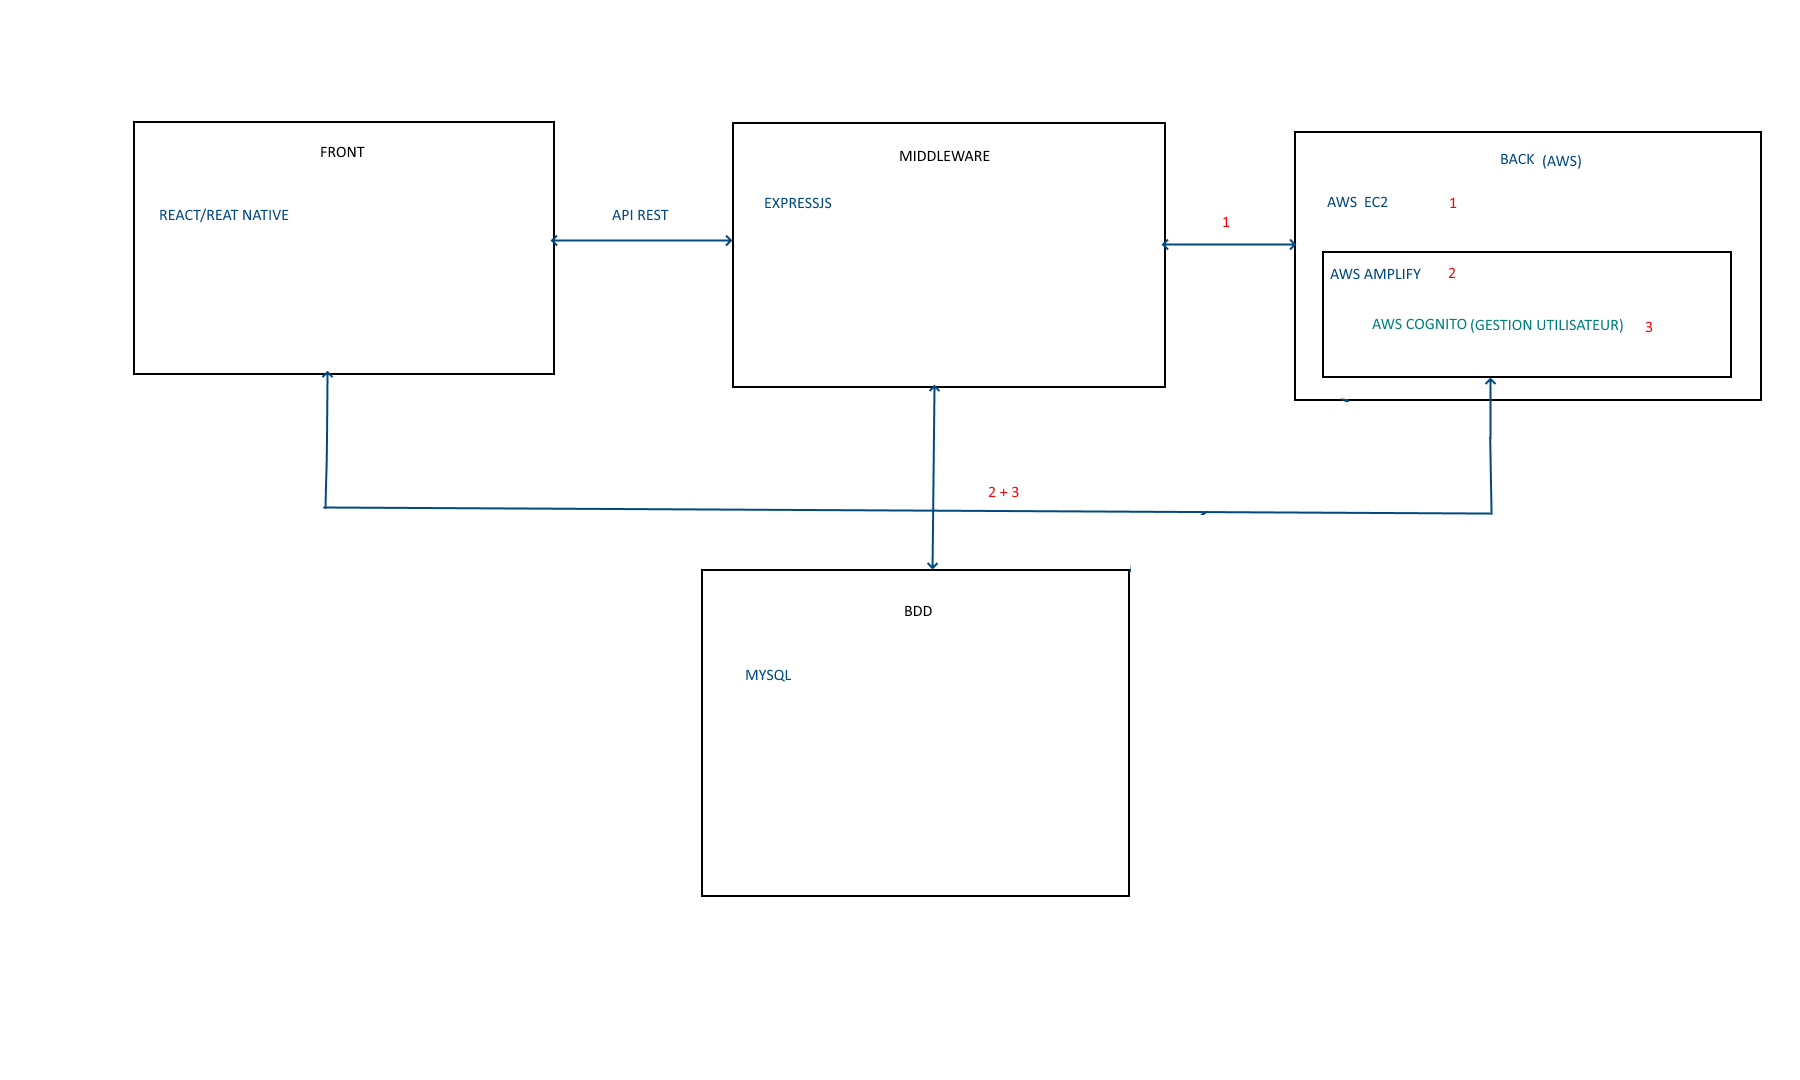 FRONT
REACT/REAT NATIVE
API REST
MIDDLEWARE
EXPRESSJS
1
BACK (AWS)
AWS EC2 1
AWS AMPLIFY 2
AWS COGNITO (GESTION UTILISATEUR) 3
2 + 3
BDD
MYSQL